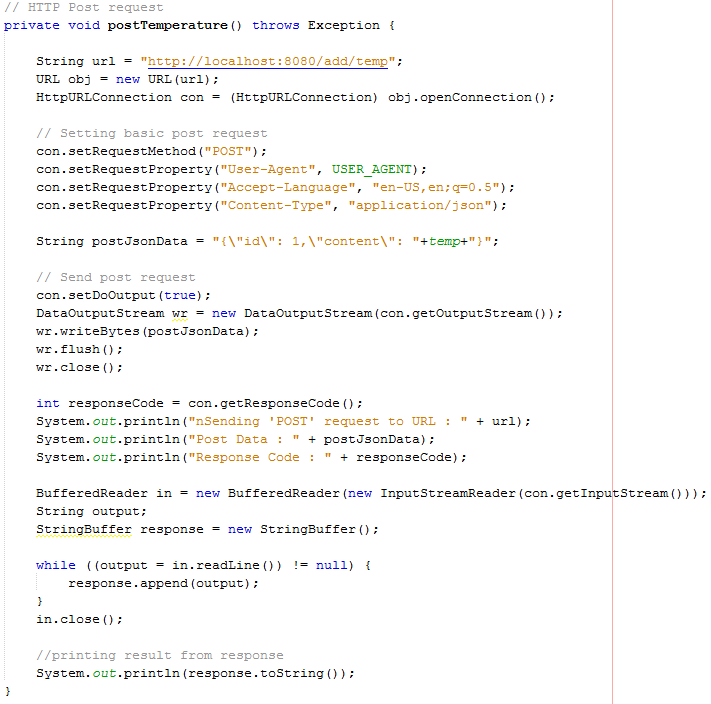 // HTTP Post request
private void postTemperature() throws Exception {
String url = "http://localhost:8080/add/temp";
URL obj = new URL(url);
HttpURLConnection con = (HttpURLConnection) obj.openConnection();
// Setting basic post request
con.setRequestMethod("POST");
con.setRequestProperty("User-Agent", USER_AGENT);
con.setRequestProperty("Accept-Language", "en-US,en;q=0.5");
con.setRequestProperty("Content-Type", "application/json");
String postJsonData = "{\"id\": 1,\"content\": "+temp+"}";
// Send post request
con.setDoOutput(true);
DataOutputStream wr = new DataOutputStream(con.getOutputStream());
wr.writeBytes(postJsonData);
wr.flush();
wr.close();
int responseCode = con.getResponseCode();
System.out.println("nSending 'POST' request to URL : " + url);
System.out.println("Post Data : " + postJsonData);
System.out.println("Response Code : " + responseCode);
BufferedReader in = new BufferedReader(new InputStreamReader(con.getInputStream()));
String output;
StringBuffer response = new StringBuffer();
while ((output = in.readLine()) != null) {
response.append(output);
}
in.close();
//printing result from response
System.out.println(response.toString());
}